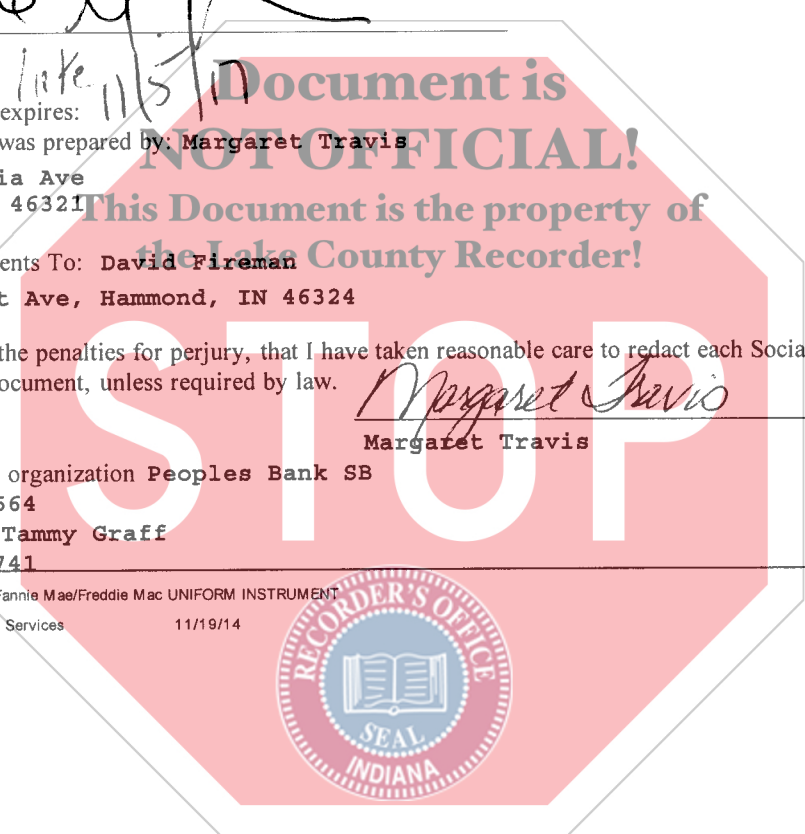 Document is
Lake 11/5/17
expires:
NOT OFFICIAL!
was prepared by: Margaret Travis
ia Ave
46321
This Document is the property of
the Lake County Recorder!
ents To: David Fireman
t Ave, Hammond, IN 46324
the penalties for perjury, that I have taken reasonable care to redact each Socia
ocument, unless required by law.
Margaret Travis
STOP
Margaret Travis
organization Peoples Bank SB
564
Tammy Graff
741
Fannie Mae/Freddie Mac UNIFORM INSTRUMENT
Services 11/19/14
RECORDER'S OFFICE
SEAL
INDIANA